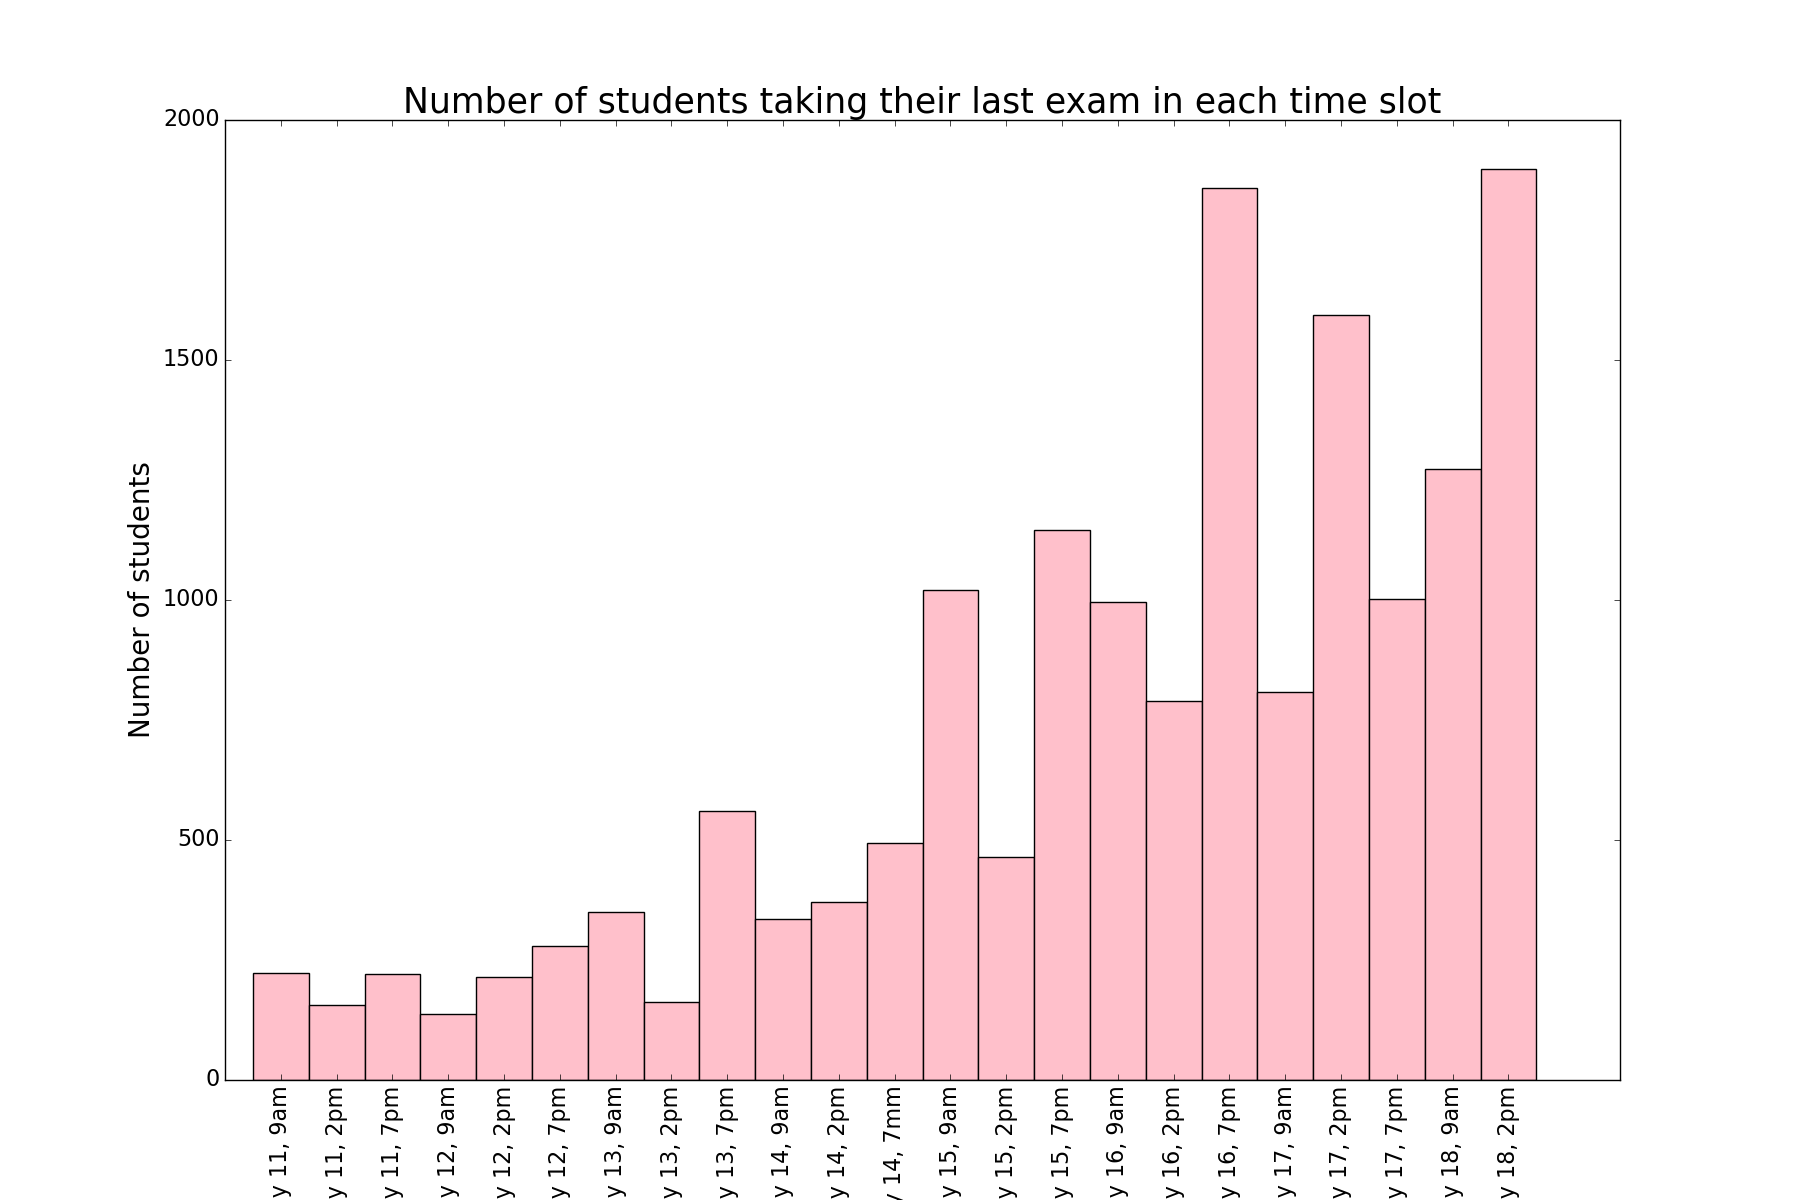 Number of students taking their last exam in each time slot
2000
1500
1000
500
0
Number of students
y 11, 9am
y 11, 2pm
y 11, 7pm
y 12, 9am
y 12, 2pm
y 12, 7pm
y 13, 9am
y 13, 2pm
y 13, 7pm
y 14, 9am
y 14, 2pm
y 14, 7mm
y 15, 9am
y 15, 2pm
y 15, 7pm
y 16, 9am
y 16, 2pm
y 16, 7pm
y 17, 9am
y 17, 2pm
y 17, 7pm
y 18, 9am
y 18, 2pm